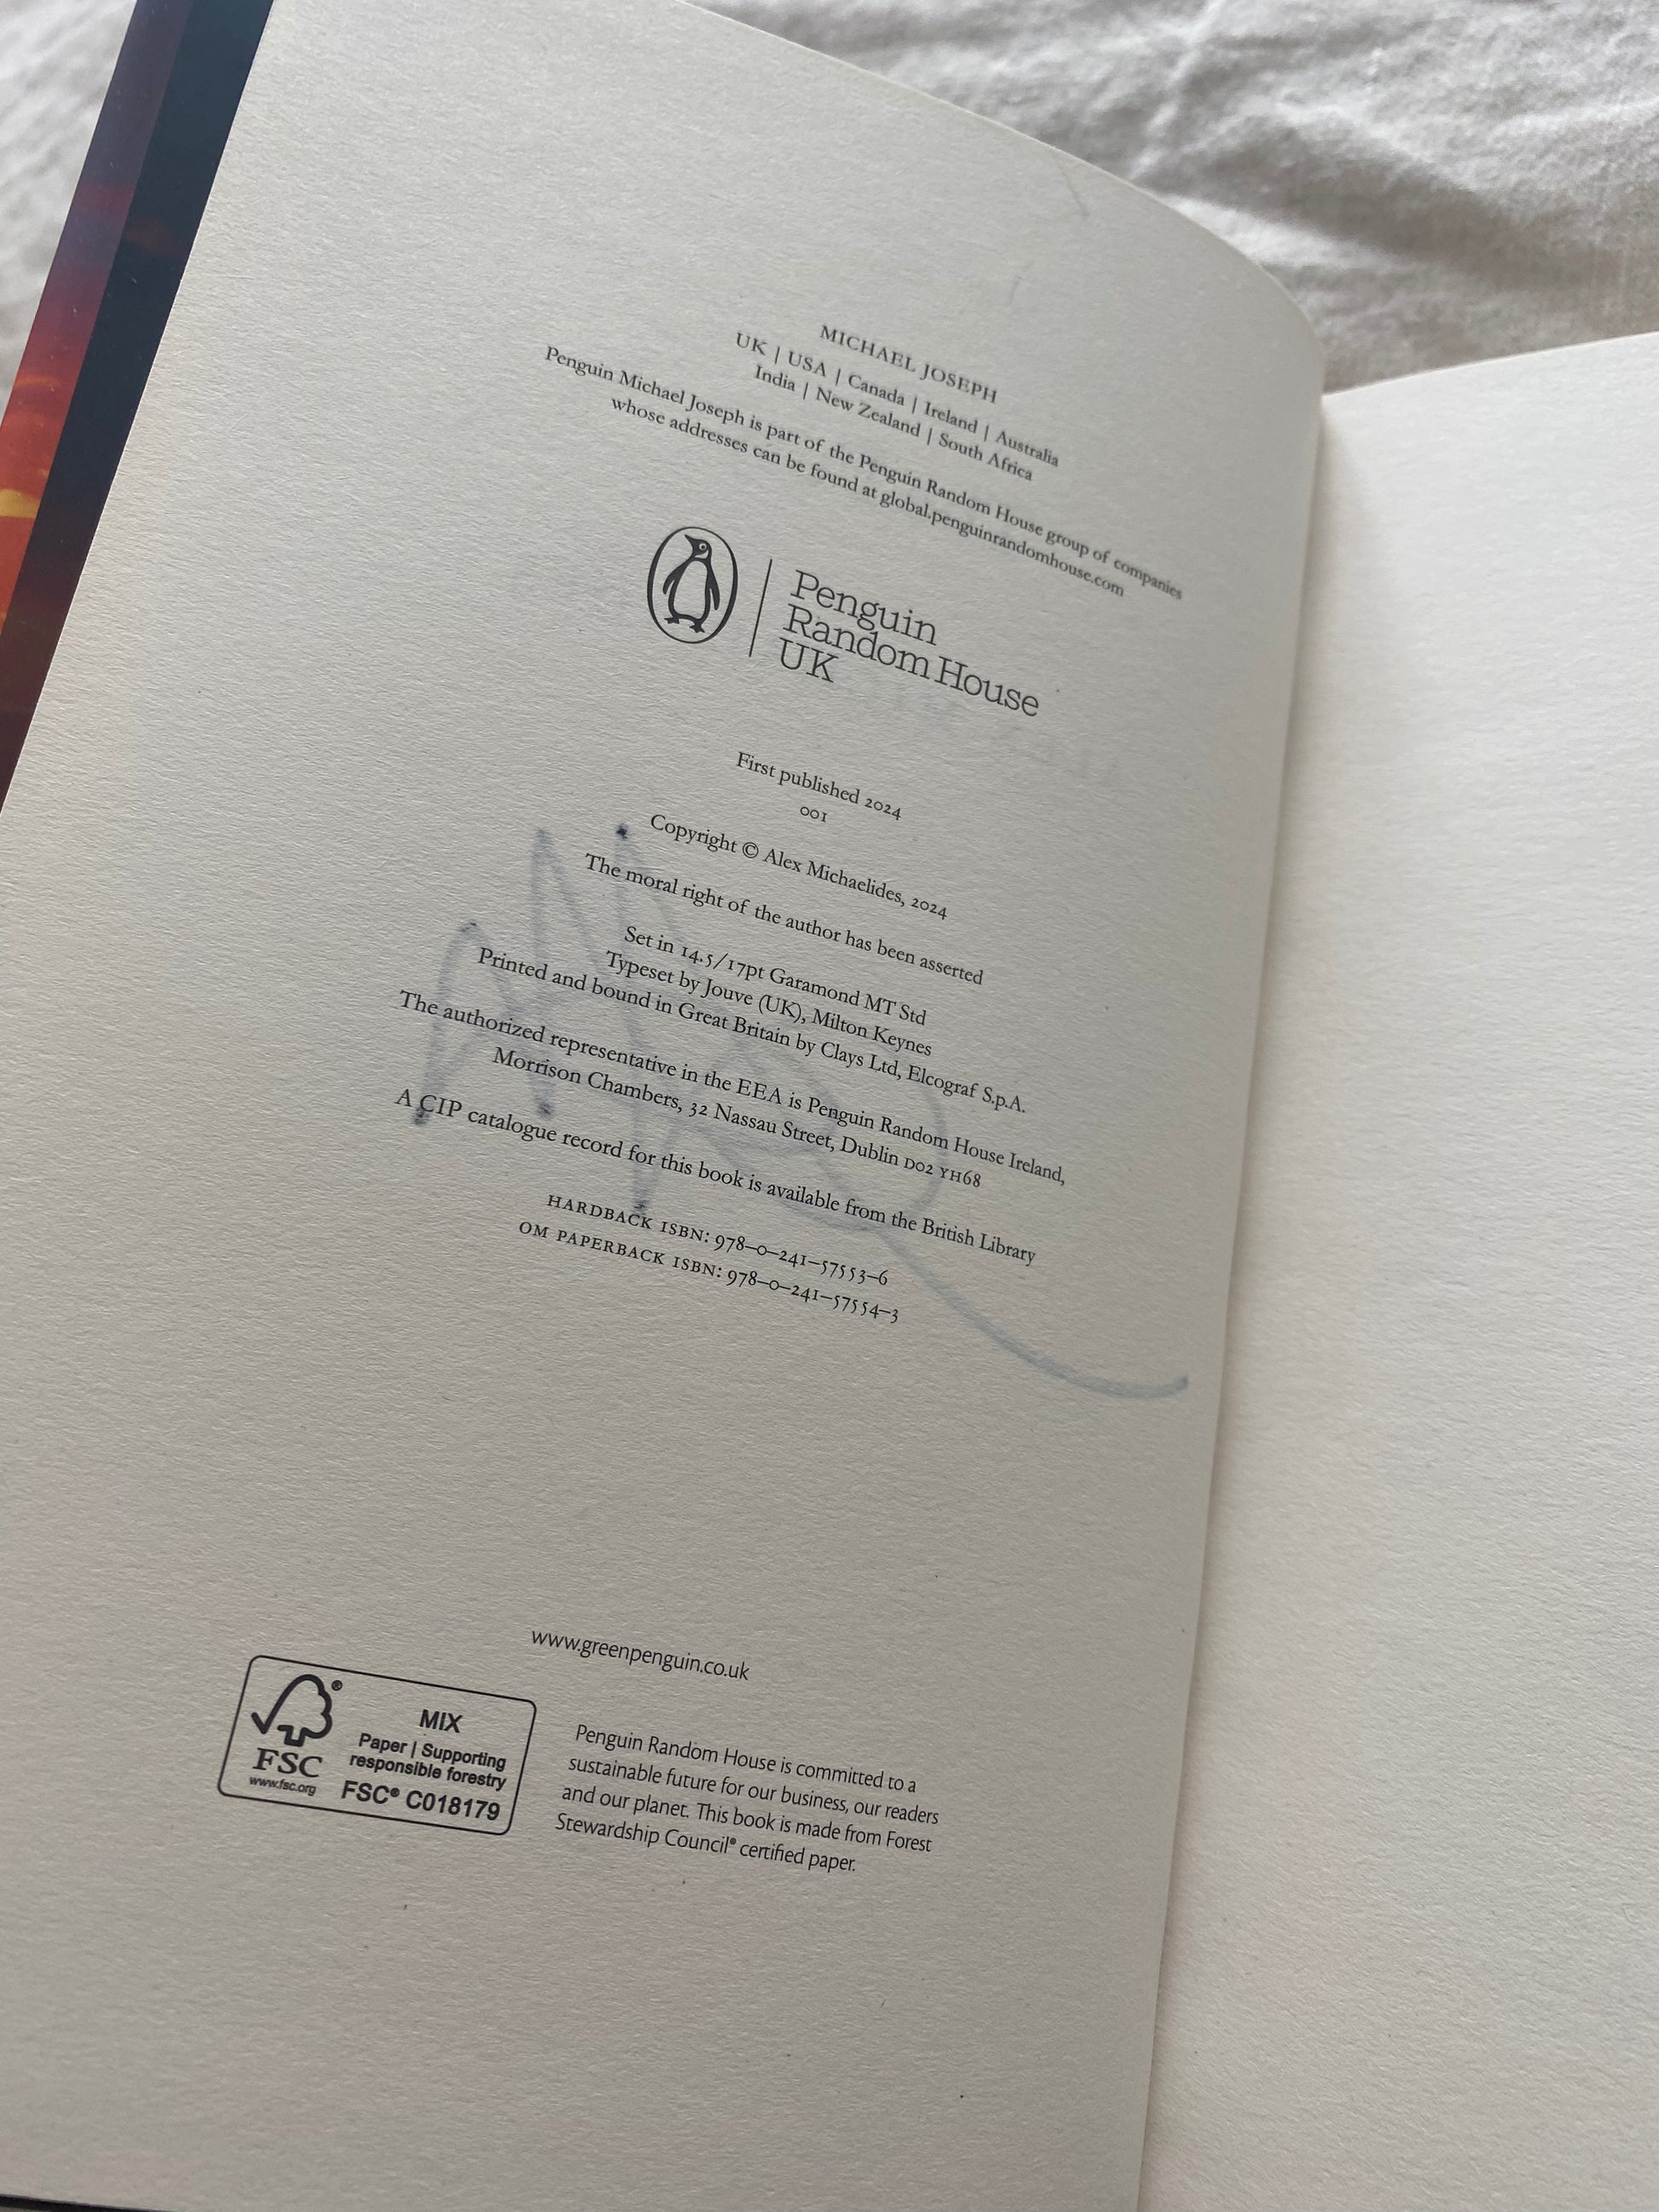 MICHAEL JOSEPH
UK | USA | Canada | Ireland | Australia
India | New Zealand | South Africa
Penguin Michael Joseph is part of the Penguin Random House group of companies
whose addresses can be found at global.penguinrandomhouse.com
Penguin
Random House
UK
First published 2024
001
Copyright © Alex Michaelides, 2024
The moral right of the author has been asserted
Set in 14.5/17pt Garamond MT Std
Typeset by Jouve (UK), Milton Keynes
Printed and bound in Great Britain by Clays Ltd, Elcograf S.p.A.
The authorized representative in the EEA is Penguin Random House Ireland,
Morrison Chambers, 32 Nassau Street, Dublin D02 YH68
A CIP catalogue record for this book is available from the British Library
HARDBACK ISBN: 978–0–241–57553–6
OM PAPERBACK ISBN: 978–0–241–57554–3
www.greenpenguin.co.uk
MIX
Paper | Supporting
responsible forestry
FSC® C018179
®
FSC
www.fsc.org
Penguin Random House is committed to a
sustainable future for our business, our readers
and our planet. This book is made from Forest
Stewardship Council® certified paper.